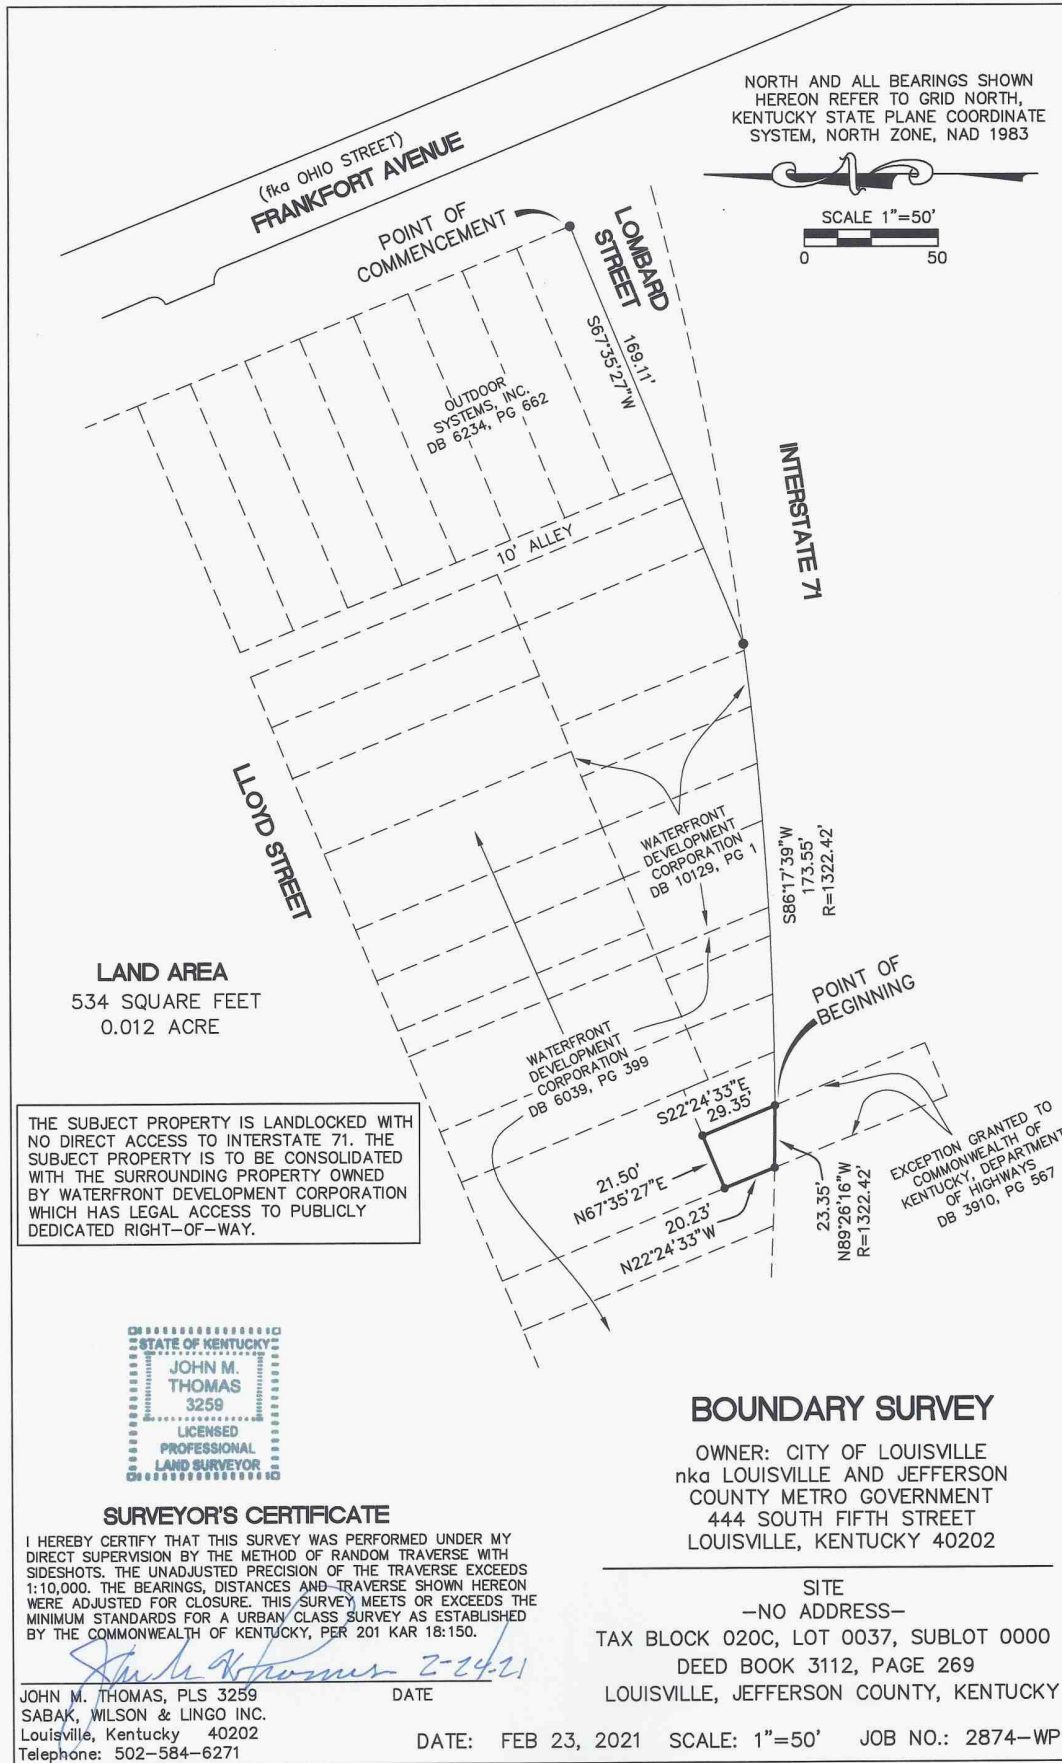 NORTH AND ALL BEARINGS SHOWN
HEREON REFER TO GRID NORTH,
KENTUCKY STATE PLANE COORDINATE
SYSTEM, NORTH ZONE, NAD 1983
N
SCALE 1"=50'
0 50
(fka OHIO STREET)
FRANKFORT AVENUE
POINT OF
COMMENCEMENT
LOMBARD
STREET
169.11'
S67°35'27"W
OUTDOOR
SYSTEMS, INC.
DB 6234, PG 662
10' ALLEY
INTERSTATE 71
LLOYD STREET
WATERFRONT
DEVELOPMENT
CORPORATION
DB 10129, PG 1
S86°17'39"W
173.55'
R=1322.42'
LAND AREA
534 SQUARE FEET
0.012 ACRE
POINT OF
BEGINNING
WATERFRONT
DEVELOPMENT
CORPORATION
DB 6039, PG 399
S22°24'33"E
29.35'
THE SUBJECT PROPERTY IS LANDLOCKED WITH
NO DIRECT ACCESS TO INTERSTATE 71. THE
SUBJECT PROPERTY IS TO BE CONSOLIDATED
WITH THE SURROUNDING PROPERTY OWNED
BY WATERFRONT DEVELOPMENT CORPORATION
WHICH HAS LEGAL ACCESS TO PUBLICLY
DEDICATED RIGHT-OF-WAY.
21.50'
N67°35'27"E
20.23'
N22°24'33"W
23.35'
N89°26'16"W
R=1322.42'
EXCEPTION GRANTED TO
COMMONWEALTH OF
KENTUCKY, DEPARTMENT
OF HIGHWAYS
DB 3910, PG 567
STATE OF KENTUCKY
JOHN M.
THOMAS
3259
LICENSED
PROFESSIONAL
LAND SURVEYOR
SURVEYOR'S CERTIFICATE
I HEREBY CERTIFY THAT THIS SURVEY WAS PERFORMED UNDER MY
DIRECT SUPERVISION BY THE METHOD OF RANDOM TRAVERSE WITH
SIDESHOTS. THE UNADJUSTED PRECISION OF THE TRAVERSE EXCEEDS
1:10,000. THE BEARINGS, DISTANCES AND TRAVERSE SHOWN HEREON
WERE ADJUSTED FOR CLOSURE. THIS SURVEY MEETS OR EXCEEDS THE
MINIMUM STANDARDS FOR A URBAN CLASS SURVEY AS ESTABLISHED
BY THE COMMONWEALTH OF KENTUCKY, PER 201 KAR 18:150.
2-24-21
JOHN M. THOMAS, PLS 3259 DATE
SABAK, WILSON & LINGO INC.
Louisville, Kentucky 40202
Telephone: 502-584-6271
BOUNDARY SURVEY
OWNER: CITY OF LOUISVILLE
nka LOUISVILLE AND JEFFERSON
COUNTY METRO GOVERNMENT
444 SOUTH FIFTH STREET
LOUISVILLE, KENTUCKY 40202
SITE
-NO ADDRESS-
TAX BLOCK 020C, LOT 0037, SUBLOT 0000
DEED BOOK 3112, PAGE 269
LOUISVILLE, JEFFERSON COUNTY, KENTUCKY
DATE: FEB 23, 2021 SCALE: 1"=50' JOB NO.: 2874-WP